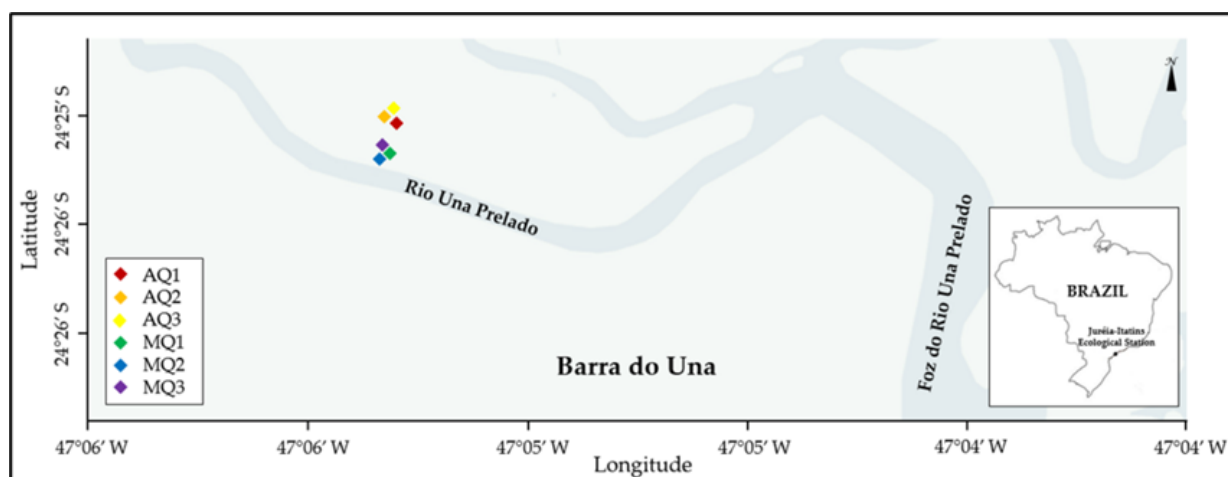 N
24°25′ S
24°26′ S
24°26′ S
Latitude
Rio Una Prelado
Foz do Rio Una Prelado
Barra do Una
AQ1
AQ2
AQ3
MQ1
MQ2
MQ3
BRAZIL
Juréia-Itatins
Ecological Station
47°06′ W
47°06′ W
47°05′ W
47°05′ W
47°04′ W
47°04′ W
Longitude